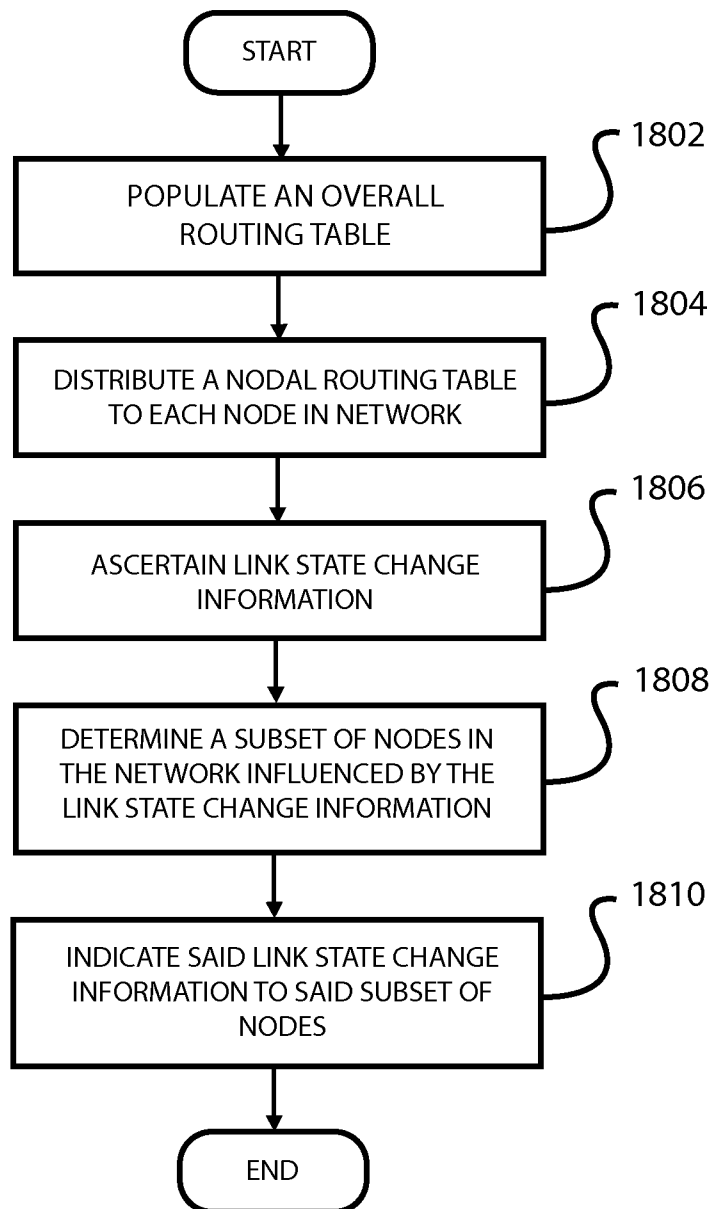 START
1802
POPULATE AN OVERALL
ROUTING TABLE
1804
DISTRIBUTE A NODAL ROUTING TABLE
TO EACH NODE IN NETWORK
1806
ASCERTAIN LINK STATE CHANGE
INFORMATION
1808
DETERMINE A SUBSET OF NODES IN
THE NETWORK INFLUENCED BY THE
LINK STATE CHANGE INFORMATION
1810
INDICATE SAID LINK STATE CHANGE
INFORMATION TO SAID SUBSET OF
NODES
END